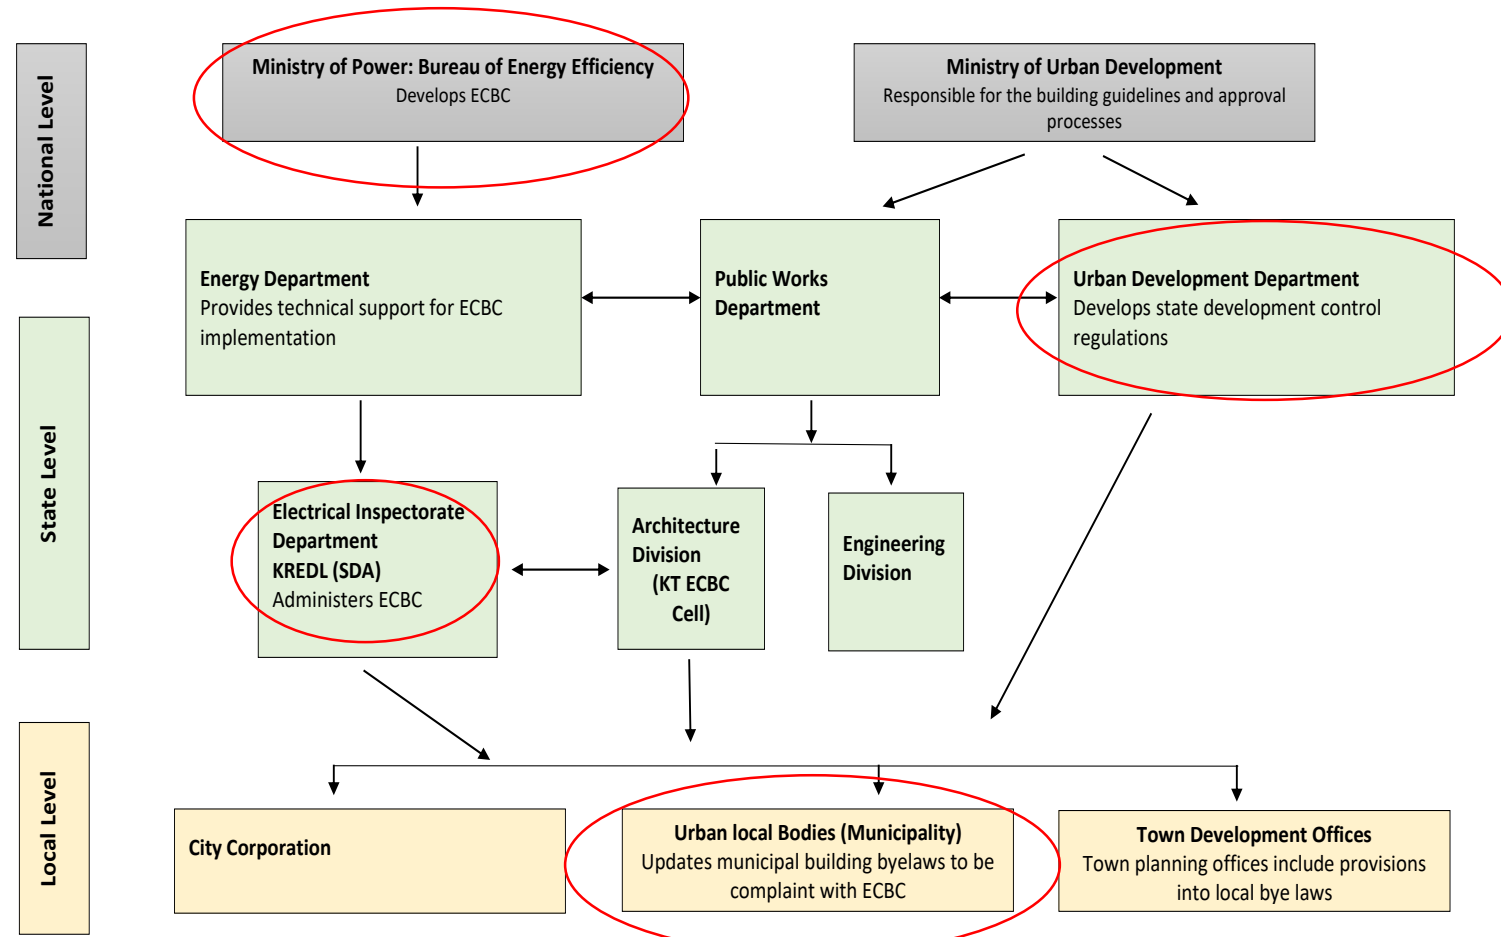 National Level
Ministry of Power: Bureau of Energy Efficiency
Develops ECBC
Ministry of Urban Development
Responsible for the building guidelines and approval
processes
State Level
Energy Department
Provides technical support for ECBC
implementation
Public Works
Department
Urban Development Department
Develops state development control
regulations
Electrical Inspectorate
Department
KREDL (SDA)
Administers ECBC
Architecture
Division
(KT ECBC
Cell)
Engineering
Division
Local Level
City Corporation
Urban local Bodies (Municipality)
Updates municipal building byelaws to be
complaint with ECBC
Town Development Offices
Town planning offices include provisions
into local bye laws